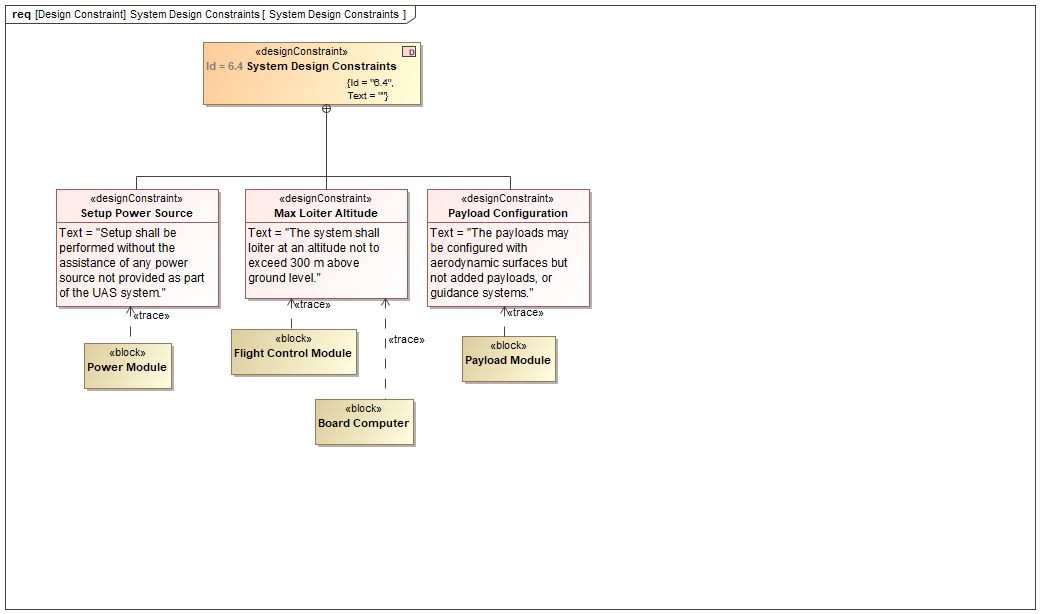 req [Design Constraint] System Design Constraints [ System Design Constraints ]
«designConstraint»
D
Id = 6.4 System Design Constraints
{Id = "6.4",
Text = ""}
«designConstraint»
Setup Power Source
Text = "Setup shall be
performed without the
assistance of any power
source not provided as part
of the UAS system."
«designConstraint»
Max Loiter Altitude
Text = "The system shall
loiter at an altitude not to
exceed 300 m above
ground level."
«designConstraint»
Payload Configuration
Text = "The payloads may
be configured with
aerodynamic surfaces but
not added payloads, or
guidance systems."
«trace»
«trace»
«trace»
«trace»
«block»
Power Module
«block»
Flight Control Module
«block»
Payload Module
«block»
Board Computer